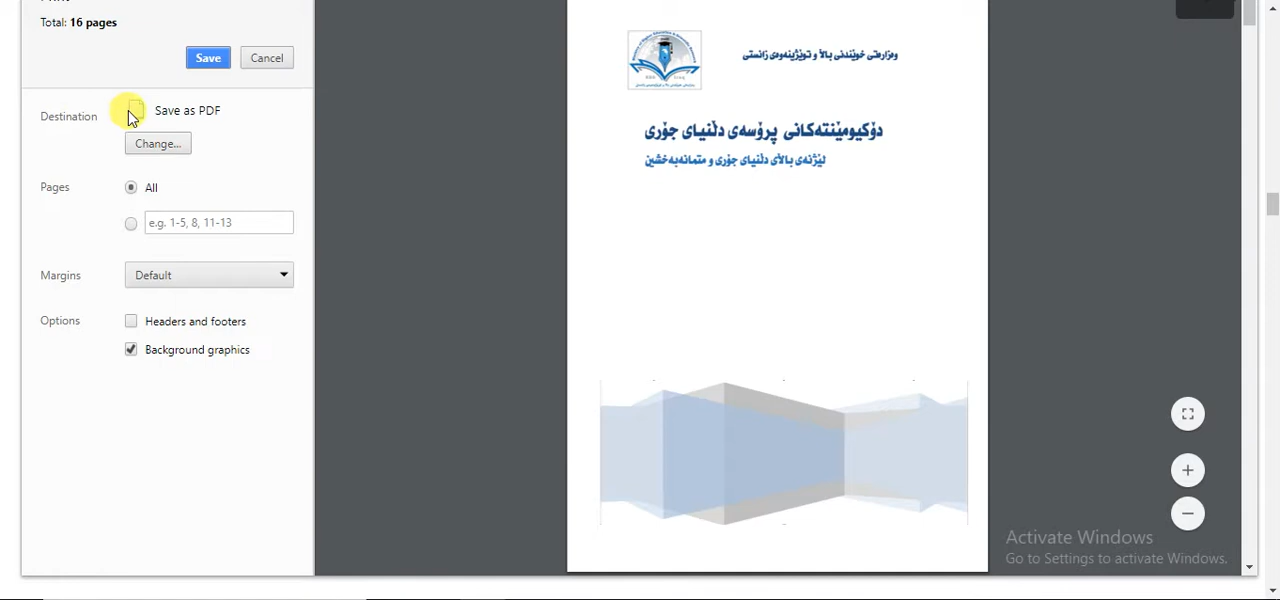 Total: 16 pages
Save
Cancel
Destination
Save as PDF
Change...
Pages
All
e.g. 1-5, 8, 11-13
Margins
Default
Options
Headers and footers
Background graphics
وەزارەتی خوێندنی باڵا و توێژینەوەی زانستی
دۆکیومێنتەکانی پرۆسەی دڵنیای جۆری
لێژنەی باڵای دڵنیای جۆری و متمانەبەخشین
Activate Windows
Go to Settings to activate Windows.